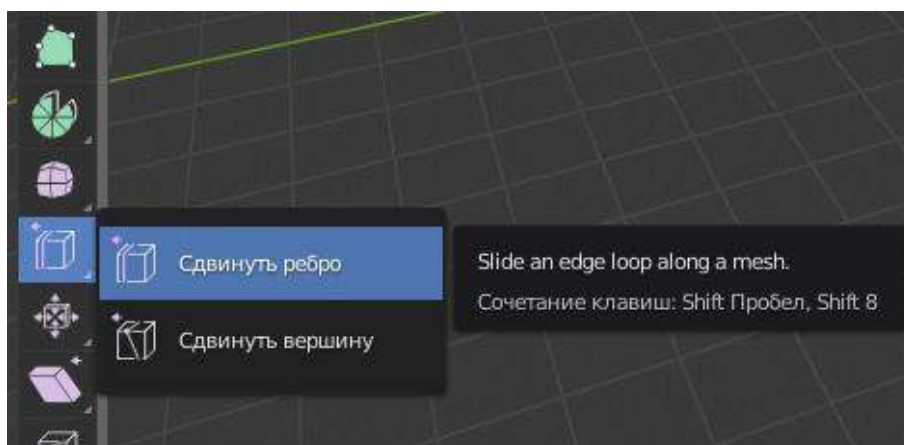 Сдвинуть ребро
Slide an edge loop along a mesh.
Сочетание клавиш: Shift Пробел, Shift 8
Сдвинуть вершину